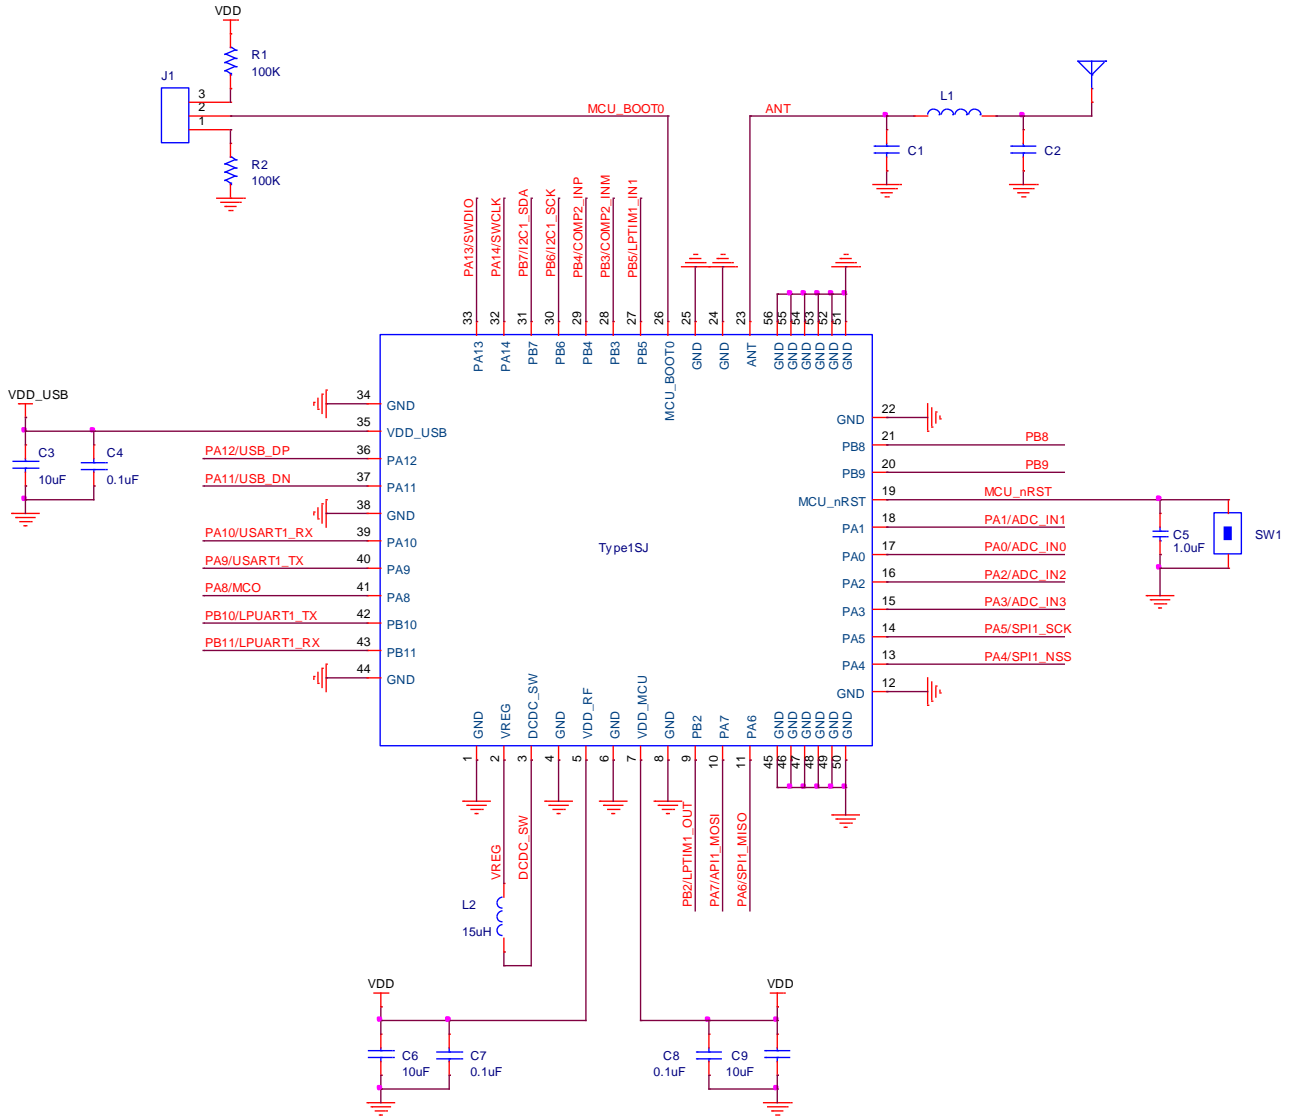 VDD
R1
100K
J1
3
2
1
R2
100K
MCU_BOOT0
ANT
L1
C1
C2
PA13/SWDIO
PA14/SWCLK
PB7/I2C1_SDA
PB6/I2C1_SCK
PB4/COMP2_INP
PB3/COMP2_INM
PB5/LPTIM1_IN1
33
32
31
30
29
28
27
26
25
24
23
56
55
54
53
52
51
PA13
PA14
PB7
PB6
PB4
PB3
PB5
MCU_BOOT0
GND
GND
ANT
GND
GND
GND
GND
GND
GND
VDD_USB
C3
10uF
C4
0.1uF
34
GND
35
VDD_USB
PA12/USB_DP
36
PA12
PA11/USB_DN
37
PA11
38
GND
PA10/USART1_RX
39
PA10
PA9/USART1_TX
40
PA9
PA8/MCO
41
PA8
PB10/LPUART1_TX
42
PB10
PB11/LPUART1_RX
43
PB11
44
GND
Type1SJ
GND
22
PB8
21
PB8
PB9
20
PB9
MCU_nRST
19
MCU_nRST
PA1
18
PA1/ADC_IN1
PA0
17
PA0/ADC_IN0
PA2
16
PA2/ADC_IN2
PA3
15
PA3/ADC_IN3
PA5
14
PA5/SPI1_SCK
PA4
13
PA4/SPI1_NSS
GND
12
C5
1.0uF
SW1
GND
VREG
DCDC_SW
GND
VDD_RF
GND
VDD_MCU
GND
PB2
PA7
PA6
GND
GND
GND
GND
GND
GND
1
2
3
4
5
6
7
8
9
10
11
45
46
47
48
49
50
VREG
DCDC_SW
PB2/LPTIM1_OUT
PA7/API1_MOSI
PA6/SPI1_MISO
L2
15uH
VDD
C6
10uF
C7
0.1uF
VDD
C8
0.1uF
C9
10uF